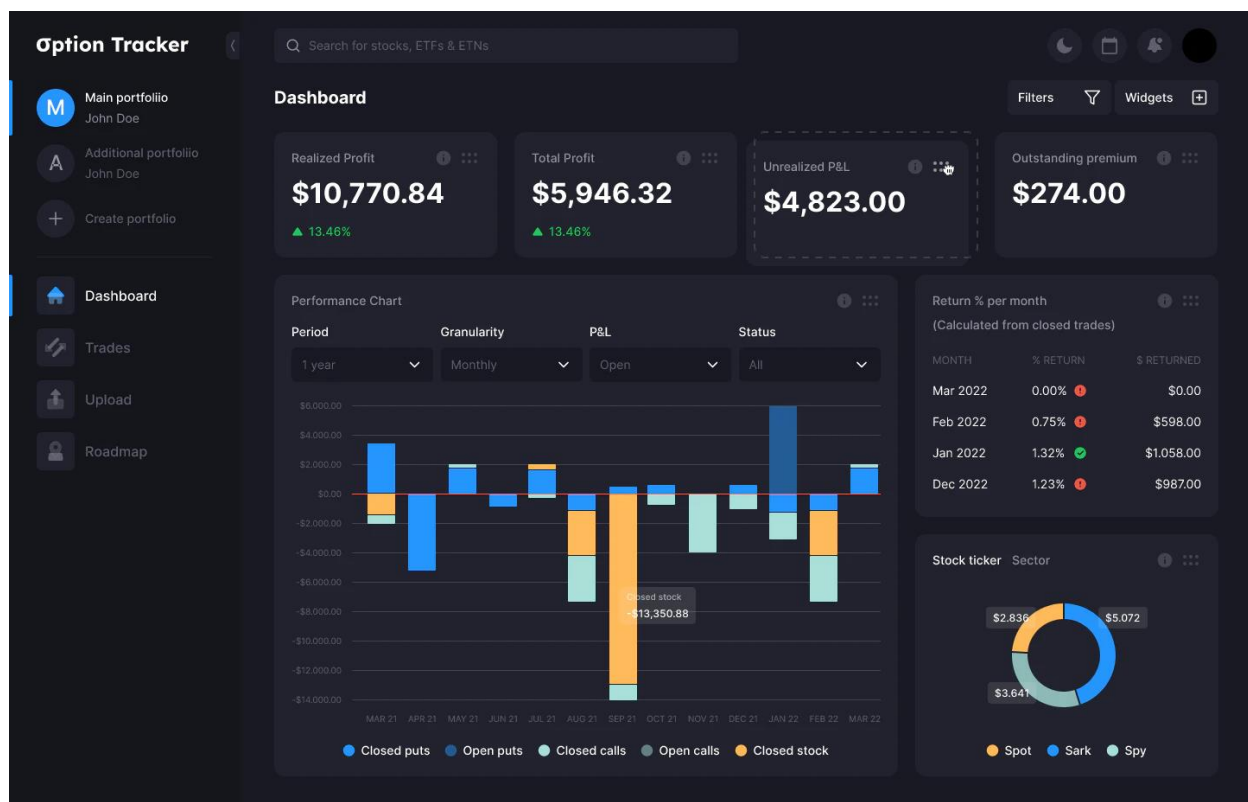 σption Tracker
Search for stocks, ETFs & ETNs
M
Main portfoliio
John Doe
A
Additional portfoliio
John Doe
Create portfolio
Dashboard
Trades
Upload
Roadmap
Dashboard
Filters
Widgets
Realized Profit
$10,770.84
13.46%
Total Profit
$5,946.32
13.46%
Unrealized P&L
$4,823.00
Outstanding premium
$274.00
Performance Chart
Period Granularity P&L Status
1 year Monthly Open All
$6.000.00
$4.000.00
$2.000.00
$0.00
-$2.000.00
-$4.000.00
-$6.000.00
-$8.000.00
-$10.000.00
-$12.000.00
-$14.000.00
Closed stock
-$13,350.88
MAR 21 APR 21 MAY 21 JUN 21 JUL 21 AUG 21 SEP 21 OCT 21 NOV 21 DEC 21 JAN 22 FEB 22 MAR 22
Closed puts Open puts Closed calls Open calls Closed stock
Return % per month
(Calculated from closed trades)
MONTH % RETURN $ RETURNED
Mar 2022 0.00% $0.00
Feb 2022 0.75% $598.00
Jan 2022 1.32% $1.058.00
Dec 2022 1.23% $987.00
Stock ticker Sector
$2.836
$5.072
$3.641
Spot Sark Spy